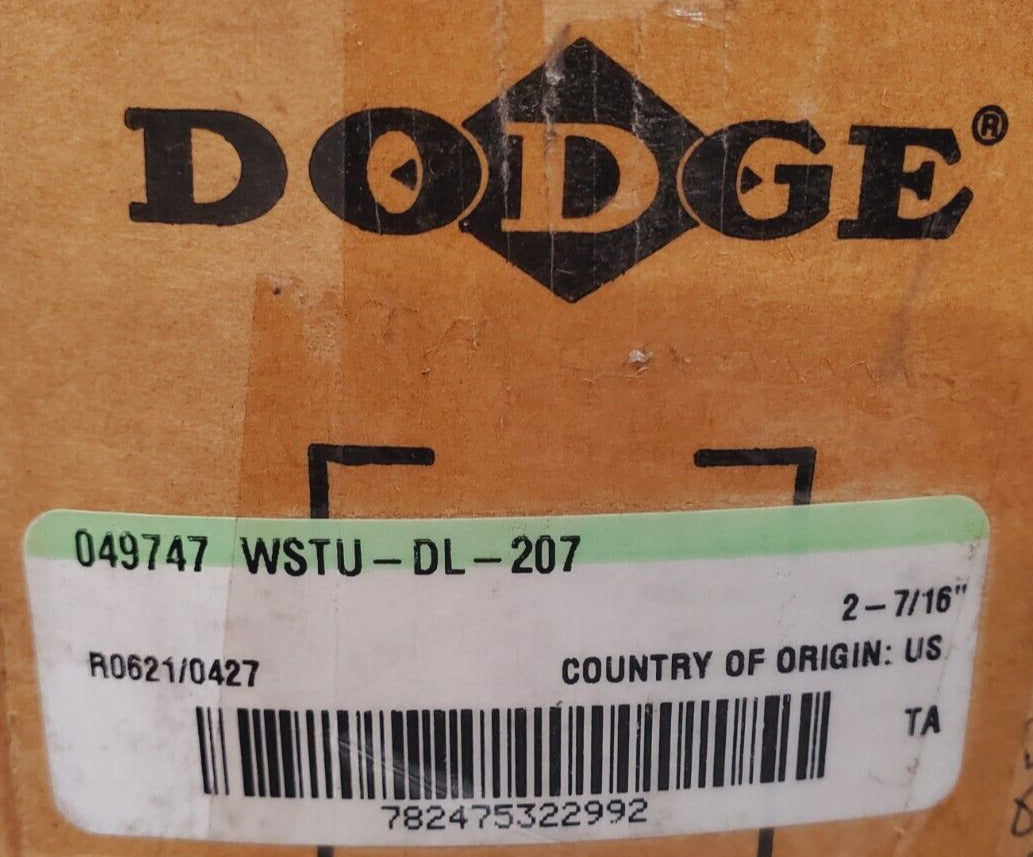 DODGE®
049747 WSTU-DL-207
2-7/16"
R0621/0427 COUNTRY OF ORIGIN: US
TA
782475322992